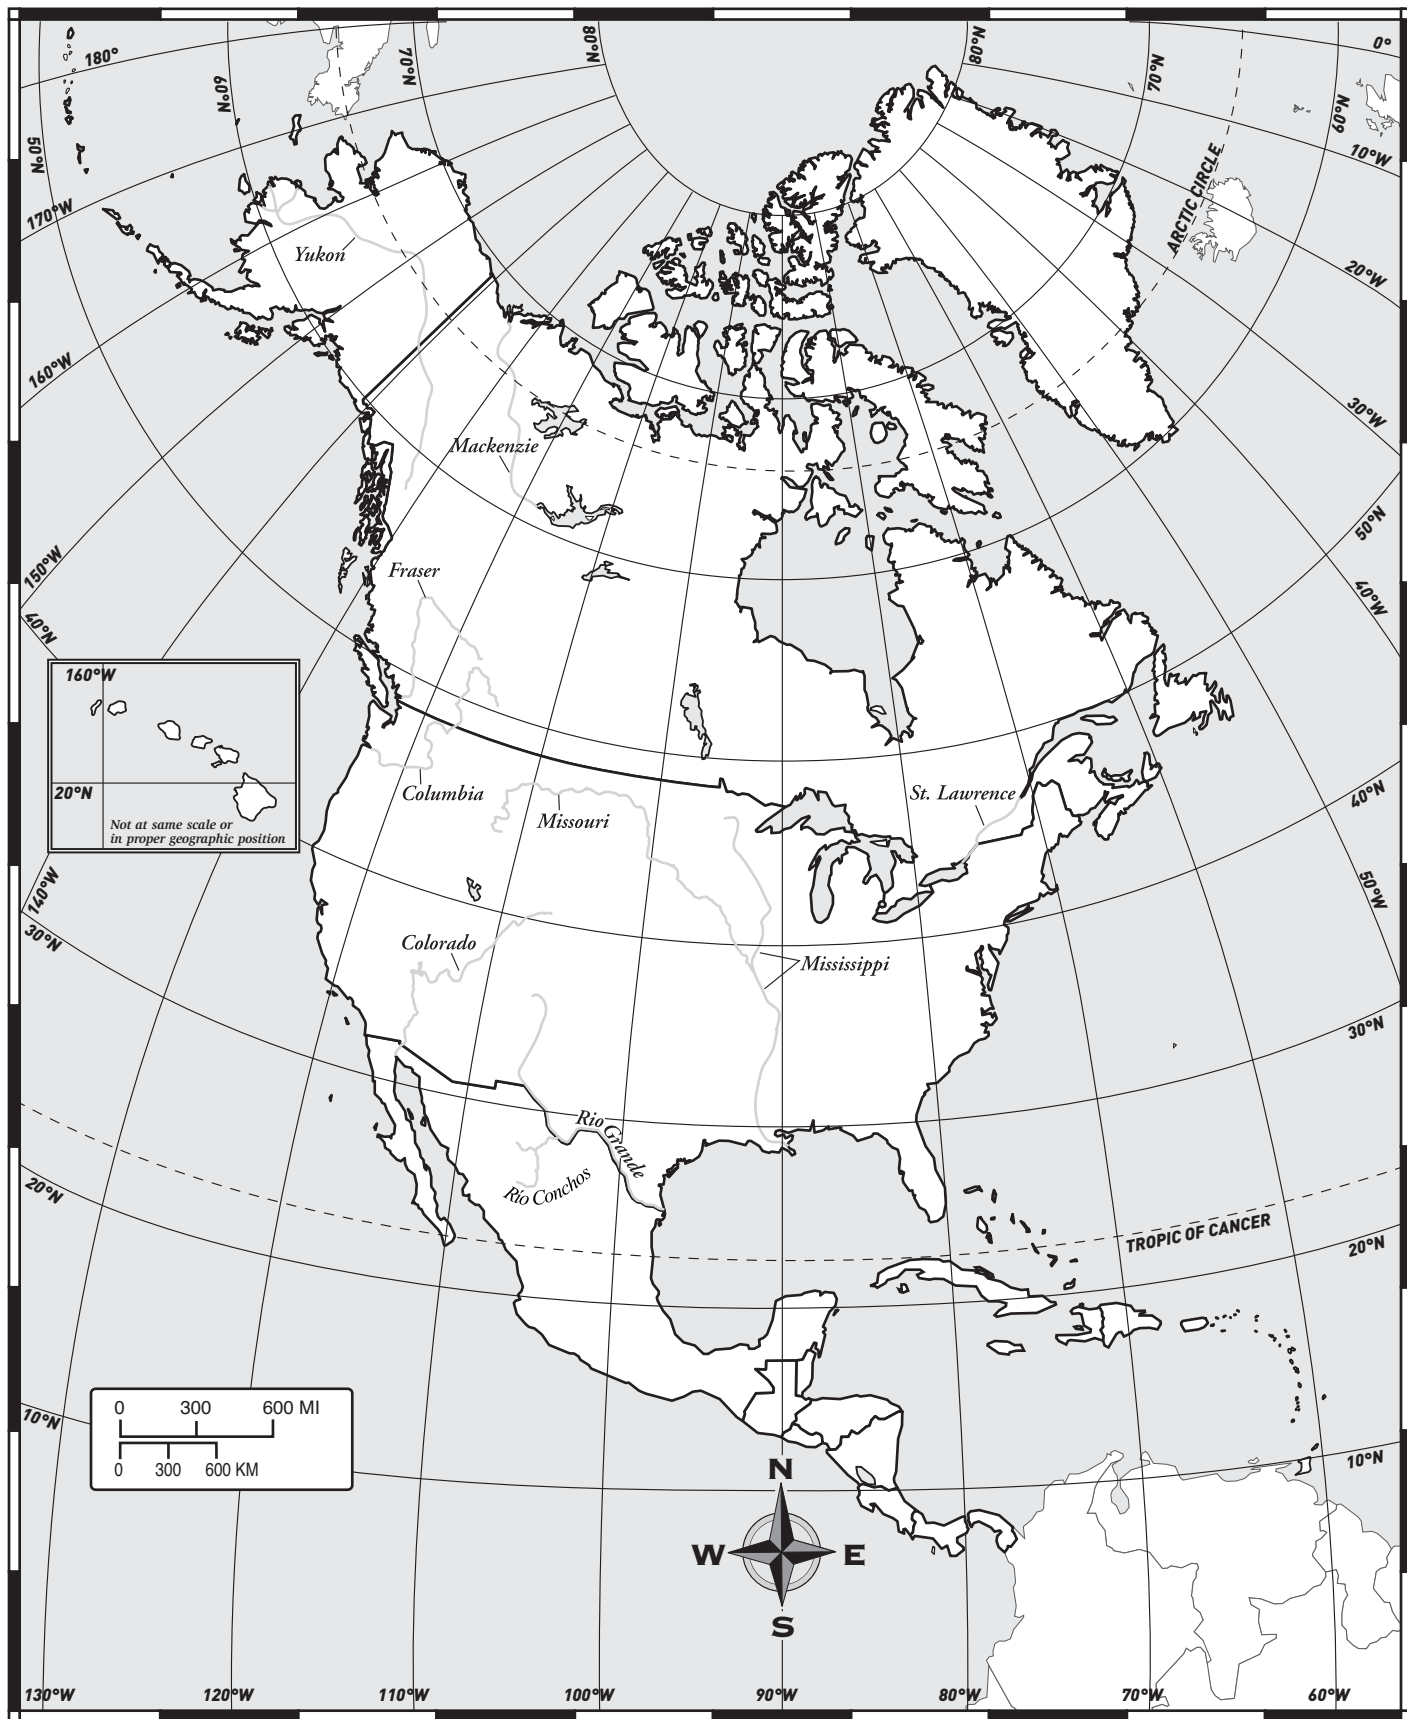 180°
60°N
70°N
80°N
80°N
70°N
0°
60°N
10°W
50°N
170°W
ARCTIC CIRCLE
20°W
Yukon
160°W
30°W
Mackenzie
50°N
150°W
Fraser
40°W
40°N
160°W
20°N
Not at same scale or
in proper geographic position
Columbia
Missouri
St. Lawrence
40°N
140°W
50°W
30°N
Colorado
Mississippi
30°N
Rio Grande
Río Conchos
20°N
TROPIC OF CANCER
20°N
10°N
0 300 600 MI
0 300 600 KM
10°N
N
W E
S
130°W 120°W 110°W 100°W 90°W 80°W 70°W 60°W